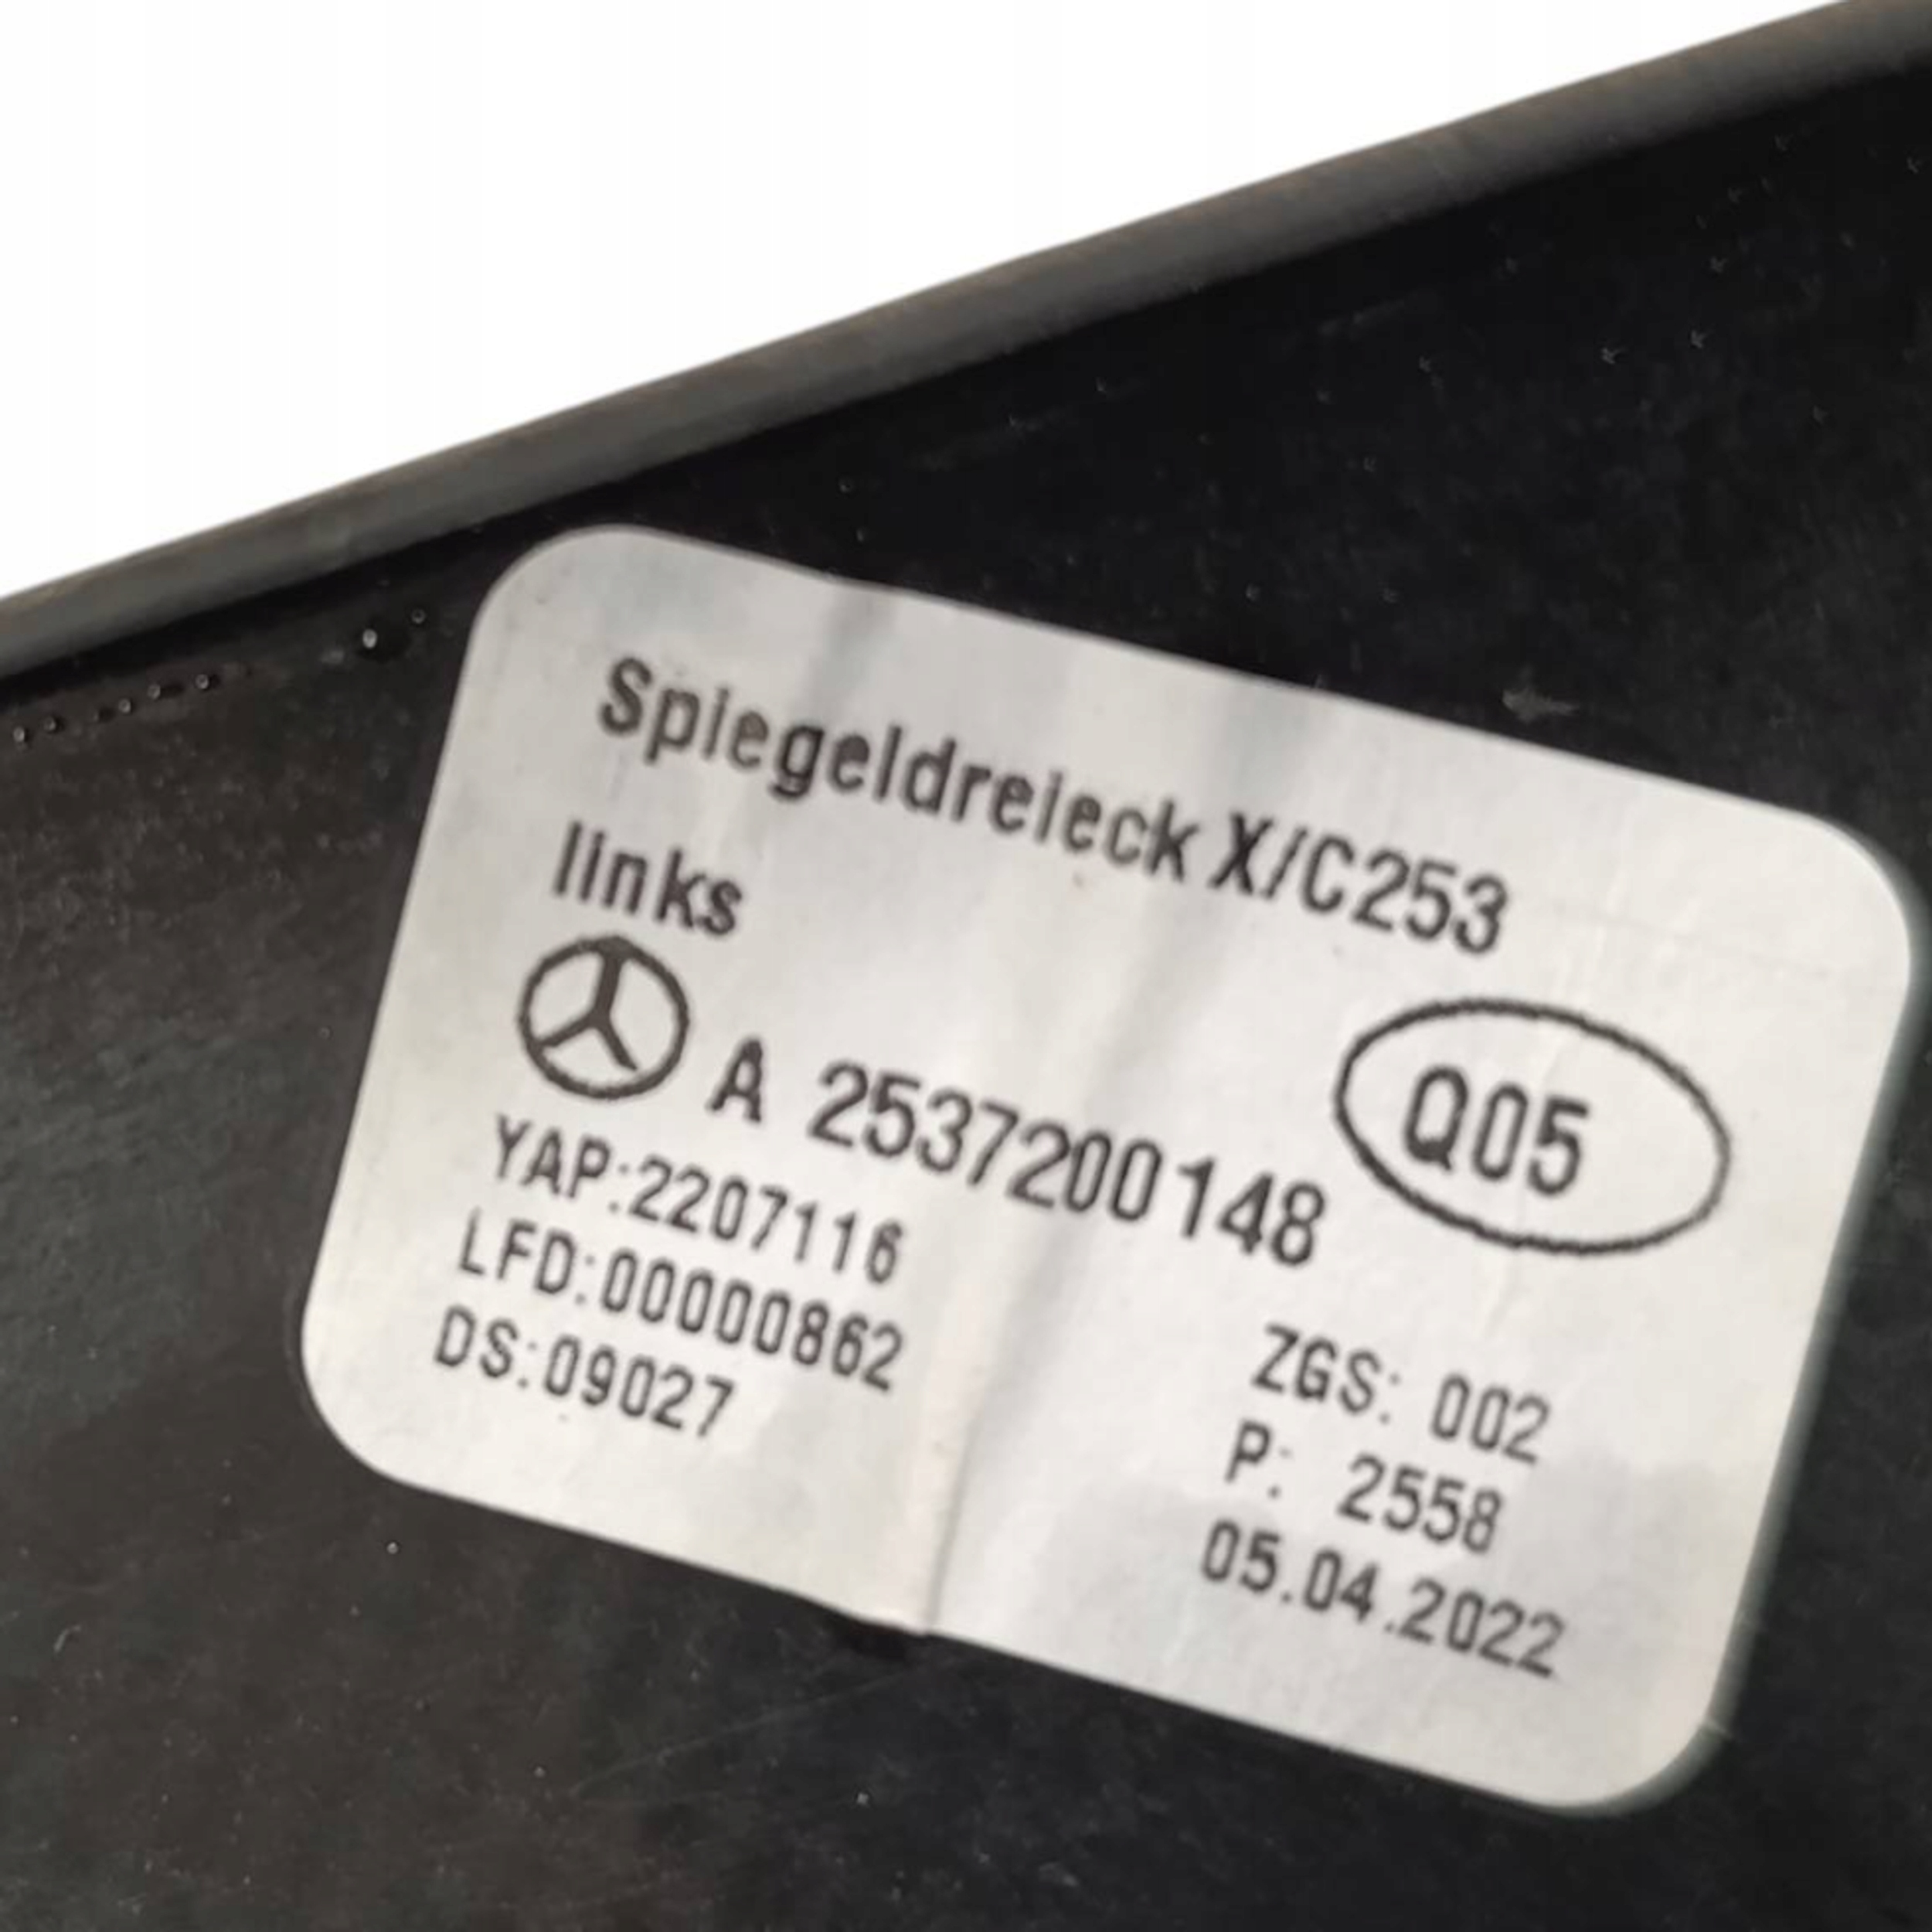 Spiegeldreieck X/C253
links
A 2537200148
Q05
YAP:2207116
LFD:00000862
DS:09027
ZGS: 002
P: 2558
05.04.2022